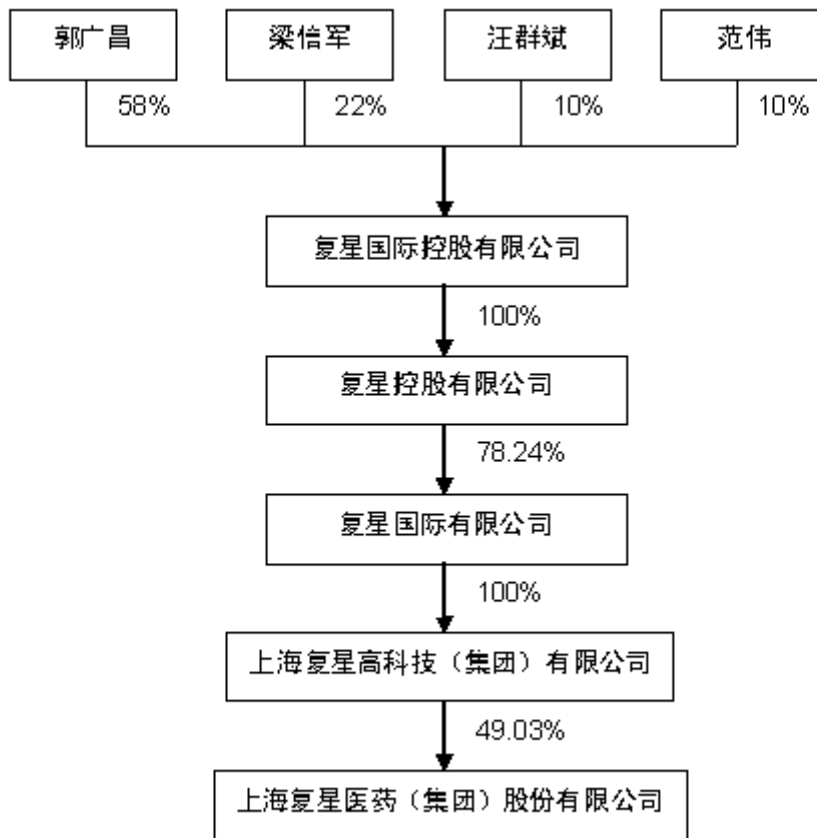 郭广昌
梁信军
汪群斌
范伟
58%
22%
10%
10%
复星国际控股有限公司
100%
复星控股有限公司
78.24%
复星国际有限公司
100%
上海复星高科技（集团）有限公司
49.03%
上海复星医药（集团）股份有限公司